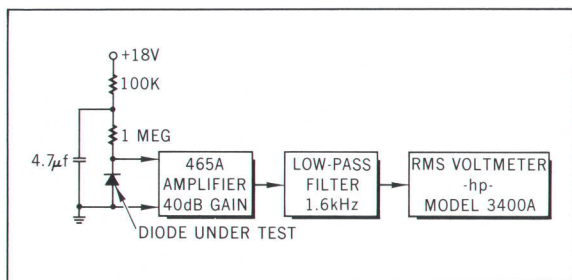 +18V
100K
1 MEG
4.7μf
465A
AMPLIFIER
40dB GAIN
LOW-PASS
FILTER
1.6kHz
RMS VOLTMETER
-hp-
MODEL 3400A
DIODE UNDER TEST